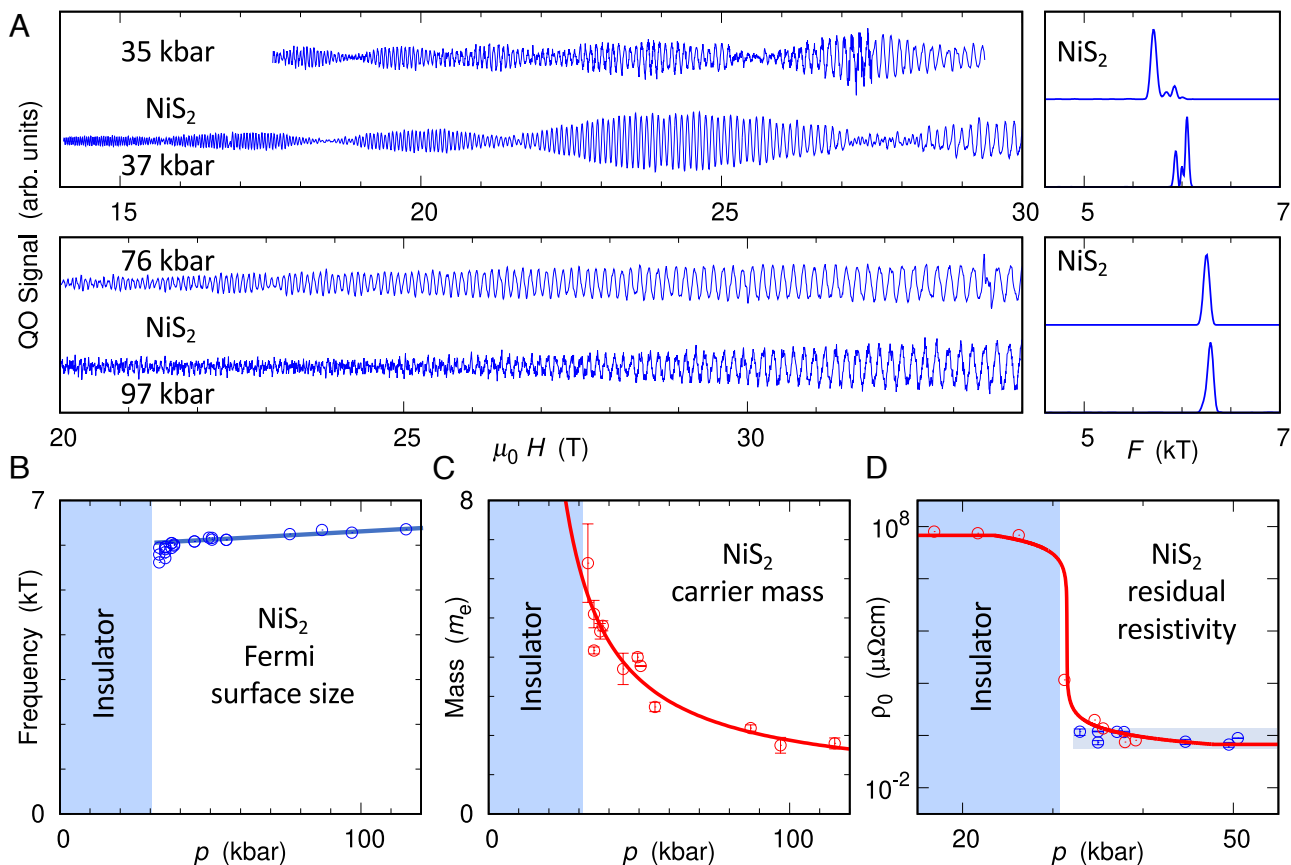 A
35 kbar
NiS2
37 kbar
15 20 25 30
NiS2
5 7
QO Signal (arb. units)
76 kbar
NiS2
97 kbar
20 25 30
μ0 H (T)
NiS2
5 7
F (kT)
B
7
0
Frequency (kT)
Insulator
NiS2
Fermi
surface size
0 100
p (kbar)
C
8
0
Mass (me)
Insulator
NiS2
carrier mass
0 100
p (kbar)
D
10^8
10^-2
ρ0 (μΩcm)
Insulator
NiS2
residual
resistivity
20 50
p (kbar)